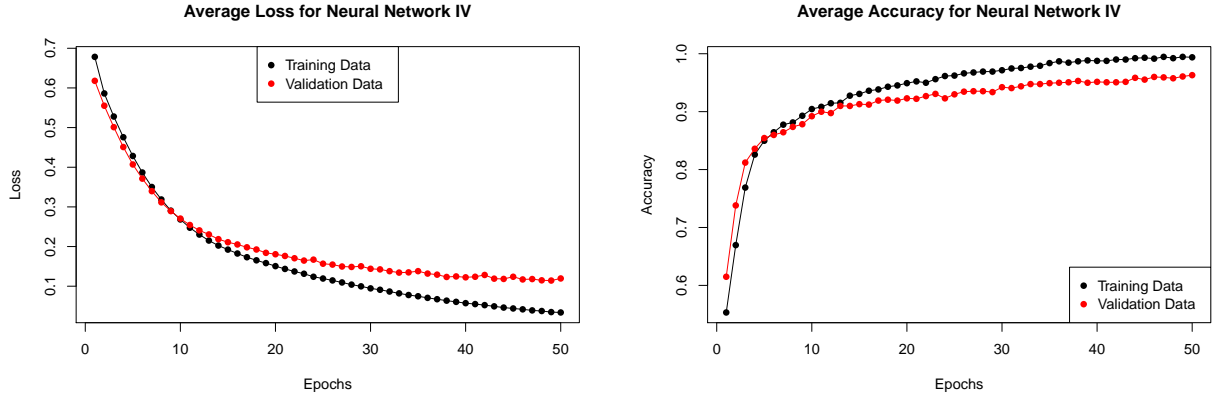 Average Loss for Neural Network IV
Training Data
Validation Data
Loss
0.7
0.6
0.5
0.4
0.3
0.2
0.1
0 10 20 30 40 50
Epochs
Average Accuracy for Neural Network IV
Accuracy
1.0
0.9
0.8
0.7
0.6
Training Data
Validation Data
0 10 20 30 40 50
Epochs